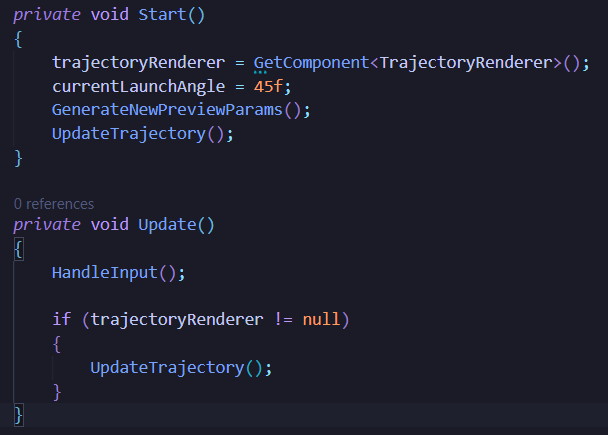 private void Start()
{
    trajectoryRenderer = GetComponent<TrajectoryRenderer>();
    currentLaunchAngle = 45f;
    GenerateNewPreviewParams();
    UpdateTrajectory();
}
0 references
private void Update()
{
    HandleInput();
    if (trajectoryRenderer != null)
    {
        UpdateTrajectory();
    }
}